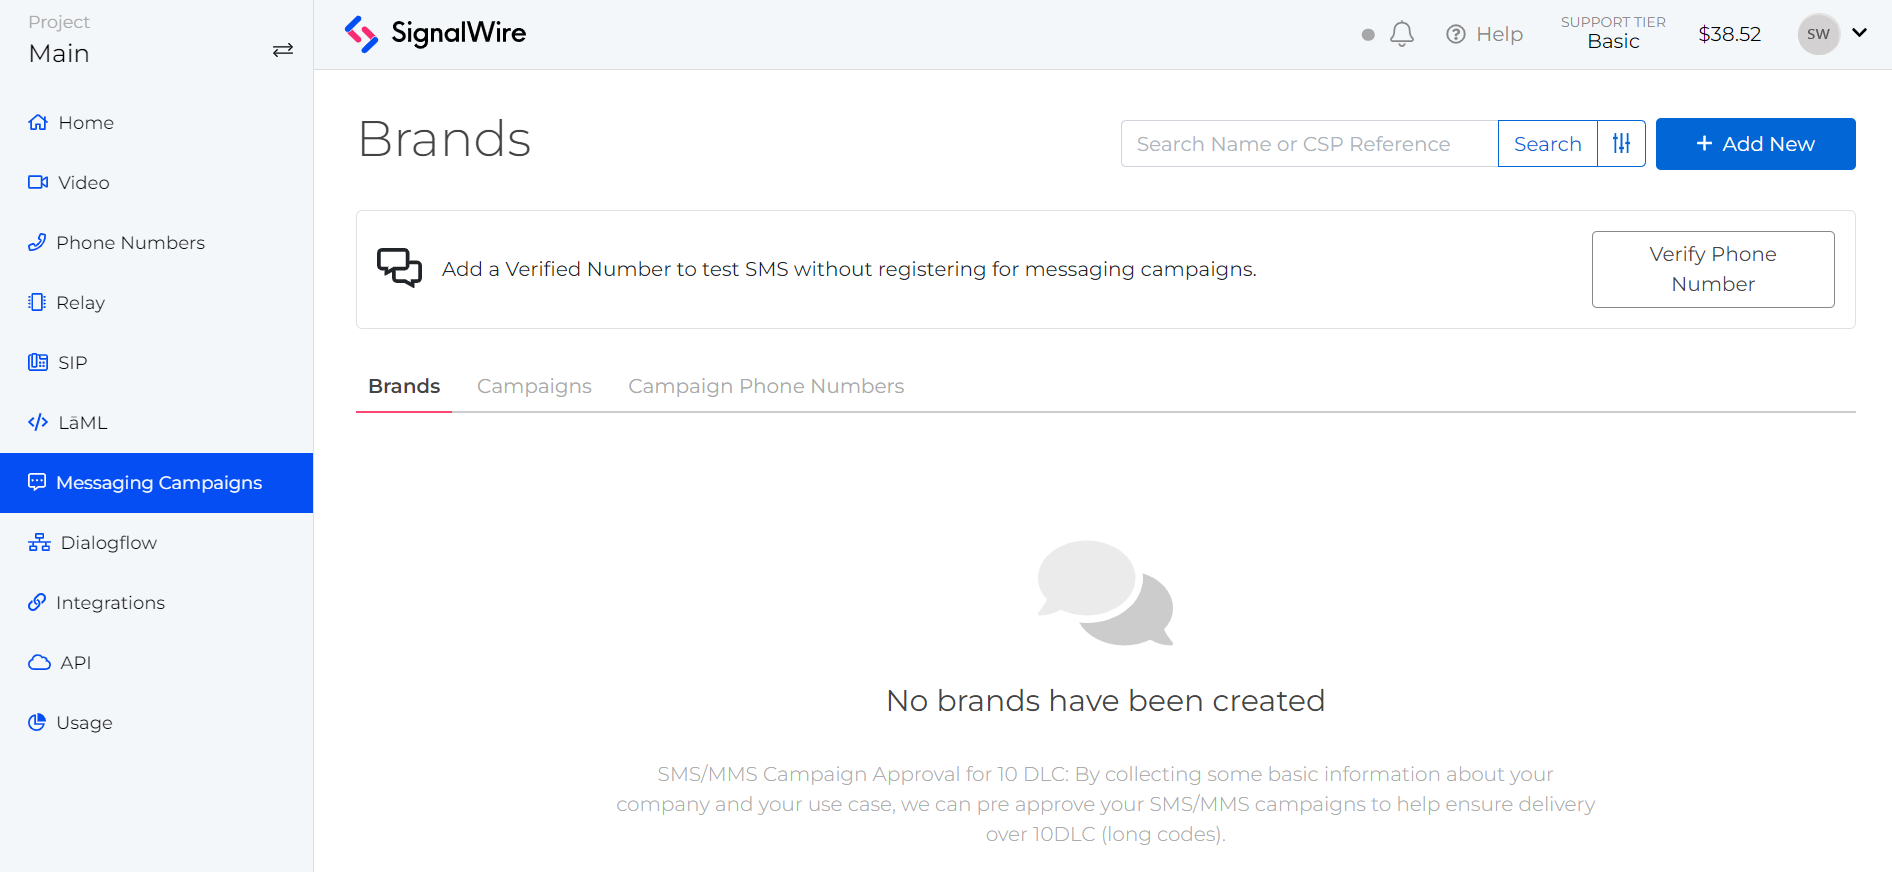 Project
Main
Home
Video
Phone Numbers
Relay
SIP
LāML
Messaging Campaigns
Dialogflow
Integrations
API
Usage
SignalWire
Help
SUPPORT TIER
Basic
$38.52
SW
Brands
Search Name or CSP Reference
Search
+ Add New
Add a Verified Number to test SMS without registering for messaging campaigns.
Verify Phone
Number
Brands
Campaigns
Campaign Phone Numbers
No brands have been created
SMS/MMS Campaign Approval for 10 DLC: By collecting some basic information about your
company and your use case, we can pre approve your SMS/MMS campaigns to help ensure delivery
over 10DLC (long codes).